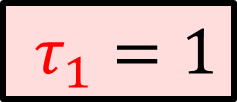 τ₁ = 1